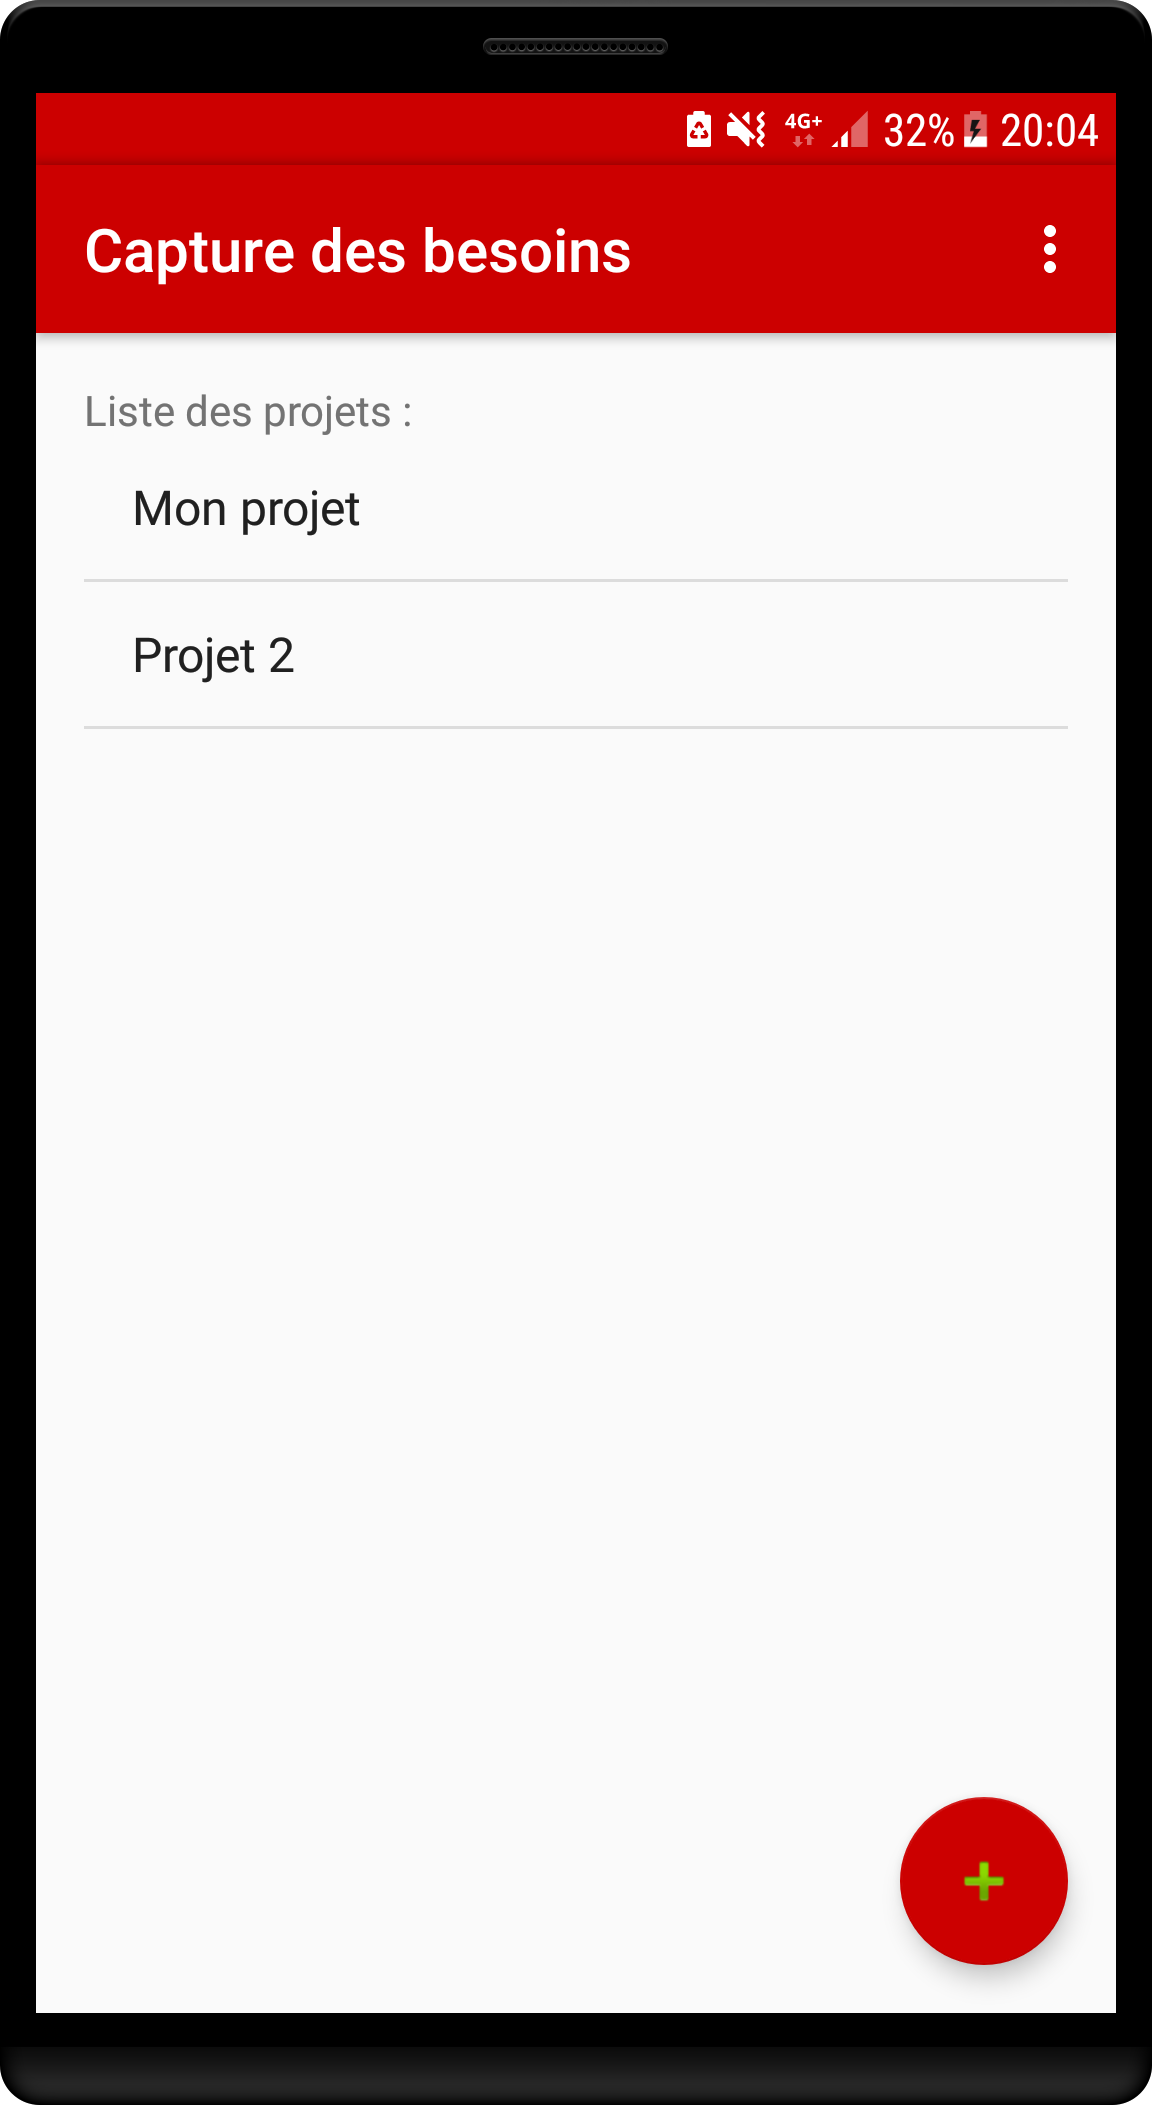 4G+ 32% 20:04
Capture des besoins
Liste des projets :
Mon projet
Projet 2